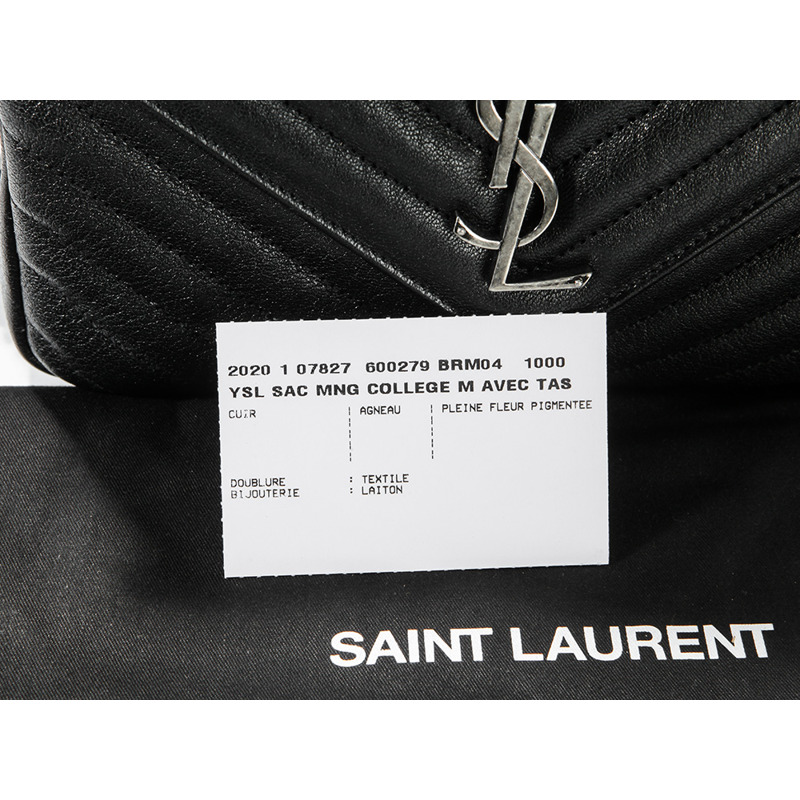 YSL
2020 1 07827 600279 BRM04 1000
YSL SAC MNG COLLEGE M AVEC TAS
CUIR | AGNEAU | PLEINE FLEUR PIGMENTEE
DOUBLURE : TEXTILE
BIJOUTERIE : LAITON
SAINT LAURENT